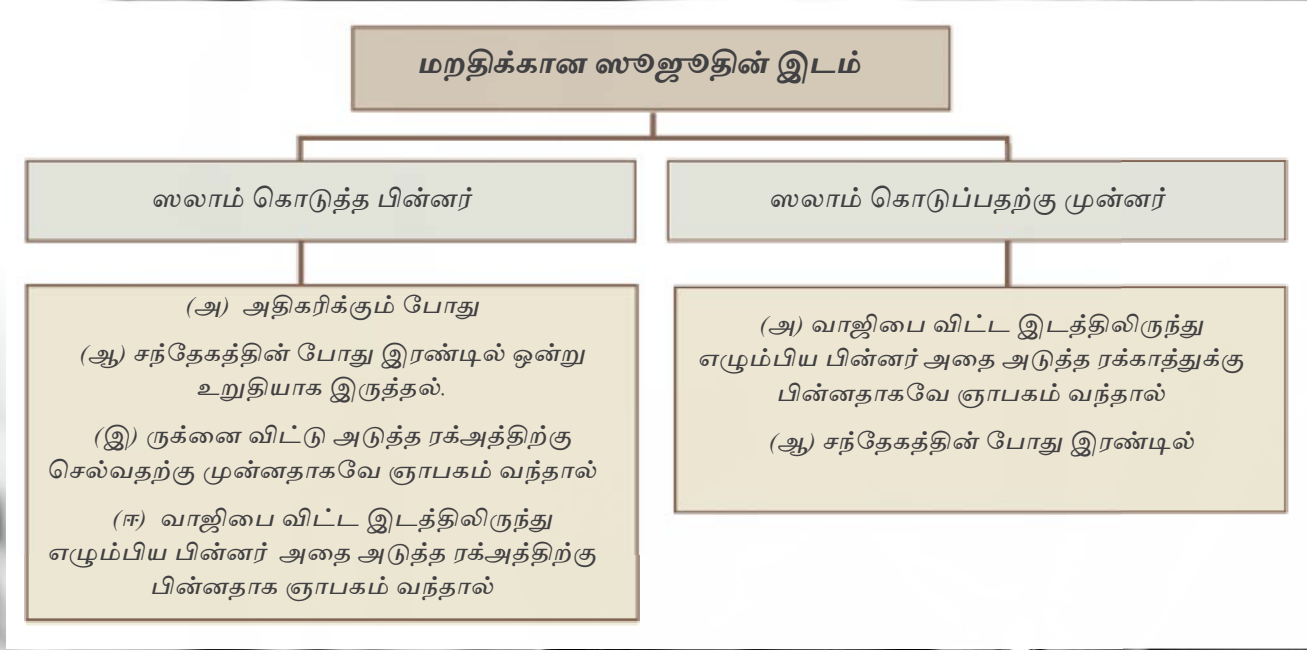 மறதிக்கான ஸூஜூதின் இடம்
ஸலாம் கொடுத்த பின்னர்
(அ) அதிகரிக்கும் போது
(ஆ) சந்தேகத்தின் போது இரண்டில் ஒன்று
உறுதியாக இருத்தல்.
(இ) ருக்னை விட்டு அடுத்த ரக்அத்திற்கு
செல்வதற்கு முன்னதாகவே ஞாபகம் வந்தால்
(ஈ) வாஜிபை விட்ட இடத்திலிருந்து
எழும்பிய பின்னர் அதை அடுத்த ரக்அத்திற்கு
பின்னதாக ஞாபகம் வந்தால்
ஸலாம் கொடுப்பதற்கு முன்னர்
(அ) வாஜிபை விட்ட இடத்திலிருந்து
எழும்பிய பின்னர் அதை அடுத்த ரக்காத்துக்கு
பின்னதாகவே ஞாபகம் வந்தால்
(ஆ) சந்தேகத்தின் போது இரண்டில்